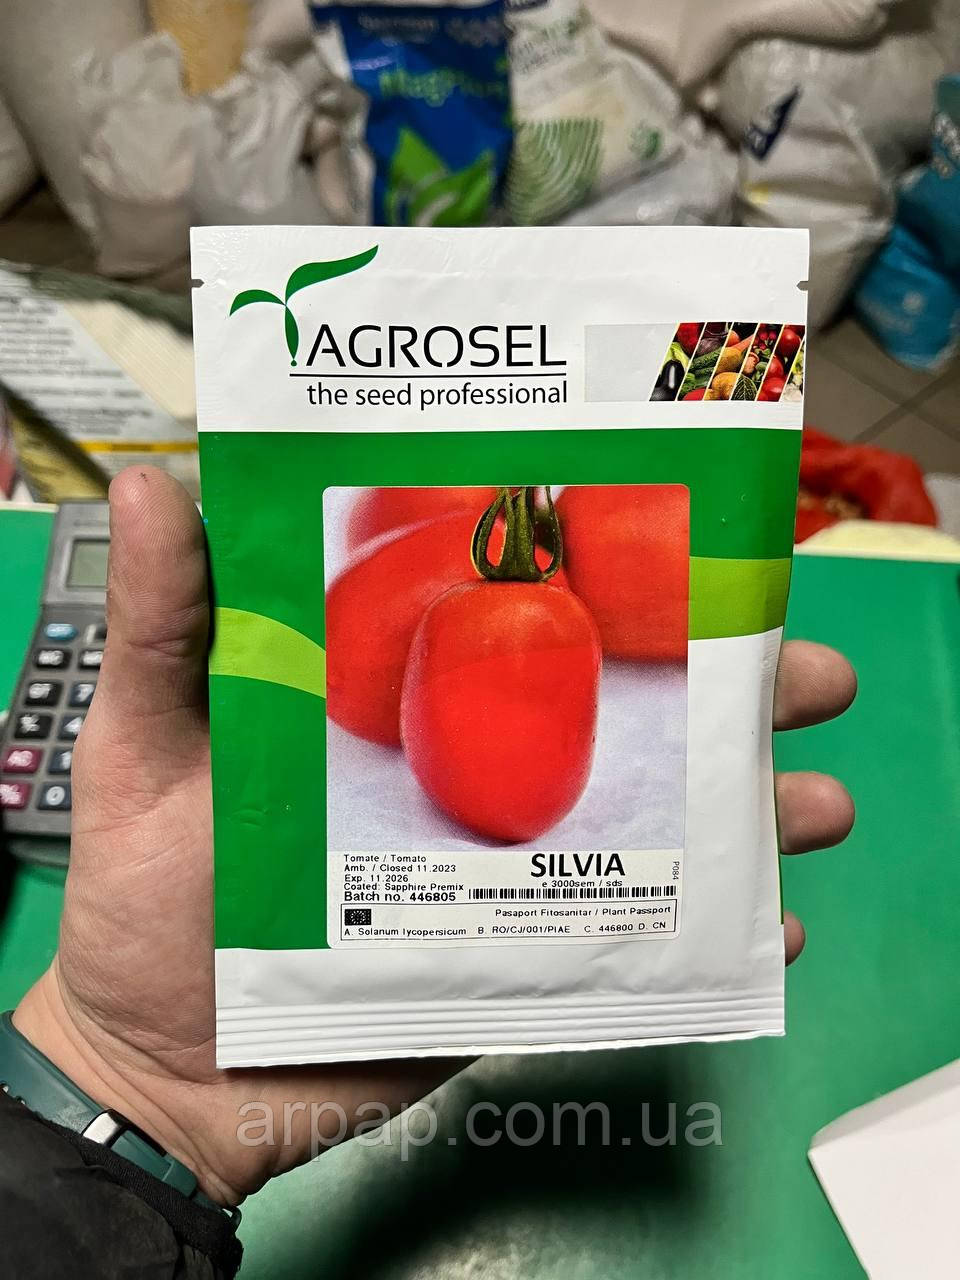 AGROSEL
the seed professional
Tomate / Tomato
Amb. / Closed 11.2023
Exp. 11.2026
Coated: Sapphire Premix
Batch no. 446805
SILVIA
e 3000sem / sds
P084
Pasaport Fitosanitar / Plant Passport
A. Solanum lycopersicum B. RO/CJ/001/PIAE C. 446800 D. CN
arpap.com.ua